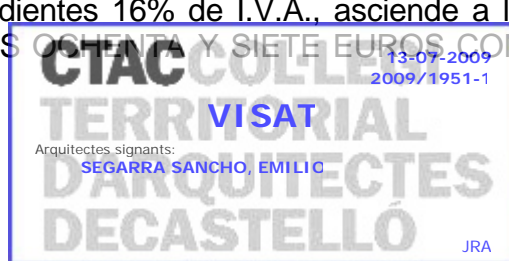 dientes 16% de I.V.A., asciende a l
S OCHENTA Y SIETE EUROS CO
CTAC COL·LEGI
13-07-2009
2009/1951-1
TERRITORIAL
VISAT
Arquitectes signants:
SEGARRA SANCHO, EMILIO
D'ARQUITECTES
DECASTELLÓ
JRA